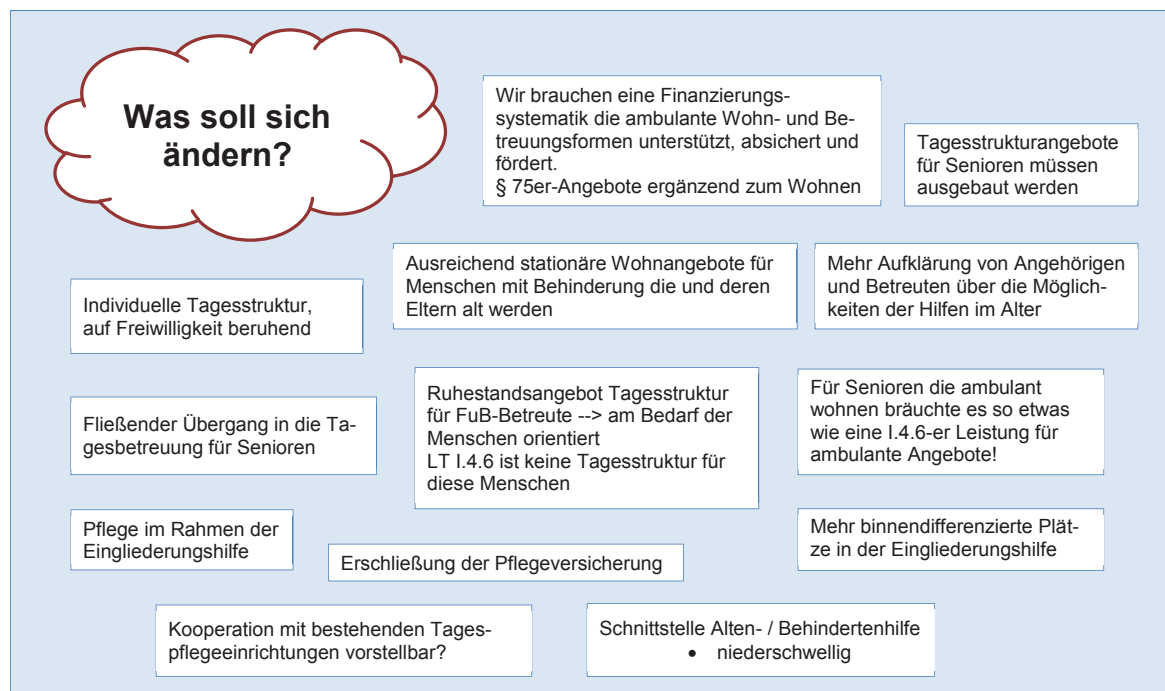 Was soll sich
ändern?
Wir brauchen eine Finanzierungs-
systematik die ambulante Wohn- und Be-
treuungsformen unterstützt, absichert und
fördert.
§ 75er-Angebote ergänzend zum Wohnen
Tagesstrukturangebote
für Senioren müssen
ausgebaut werden
Individuelle Tagesstruktur,
auf Freiwilligkeit beruhend
Ausreichend stationäre Wohnangebote für
Menschen mit Behinderung die und deren
Eltern alt werden
Mehr Aufklärung von Angehörigen
und Betreuten über die Möglich-
keiten der Hilfen im Alter
Fließender Übergang in die Ta-
gesbetreuung für Senioren
Ruhestandsangebot Tagesstruktur
für FuB-Betreute --> am Bedarf der
Menschen orientiert
LT I.4.6 ist keine Tagesstruktur für
diese Menschen
Für Senioren die ambulant
wohnen bräuchte es so etwas
wie eine I.4.6-er Leistung für
ambulante Angebote!
Pflege im Rahmen der
Eingliederungshilfe
Erschließung der Pflegeversicherung
Mehr binnendifferenzierte Plät-
ze in der Eingliederungshilfe
Kooperation mit bestehenden Tages-
pflegeeinrichtungen vorstellbar?
Schnittstelle Alten- / Behindertenhilfe
• niederschwellig